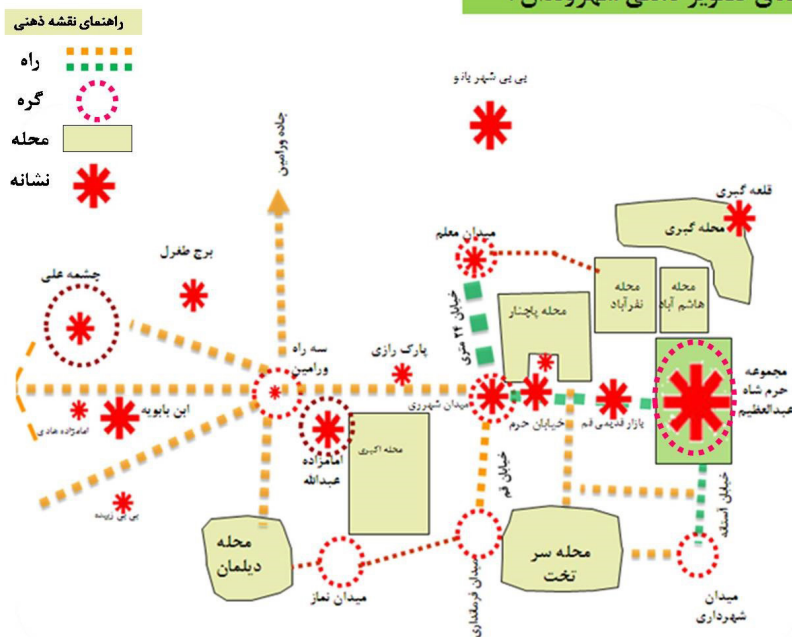 راهنمای نقشه ذهنی
راه
گره
محله
نشانه
بی بی شهر بانو
جاده ورامین
قلعه گبری
محله گبری
میدان معلم
برج طغرل
چشمه علی
محله
نفرآباد
محله
هاشم آباد
خیابان ۲۴ متری
محله پاچنار
پارک رازی
سه راه
ورامین
مجموعه
حرم شاه
عبدالعظیم
میدان شهرری
خیابان حرم
بازار قدیمی قم
ابن بابویه
امامزاده هادی
امامزاده
عبدالله
محله اکبری
خیابان قم
خیابان آستانه
بی بی زبیده
محله
دیلمان
میدان نماز
میدان فرمانداری
محله سر
تخت
میدان
شهرداری